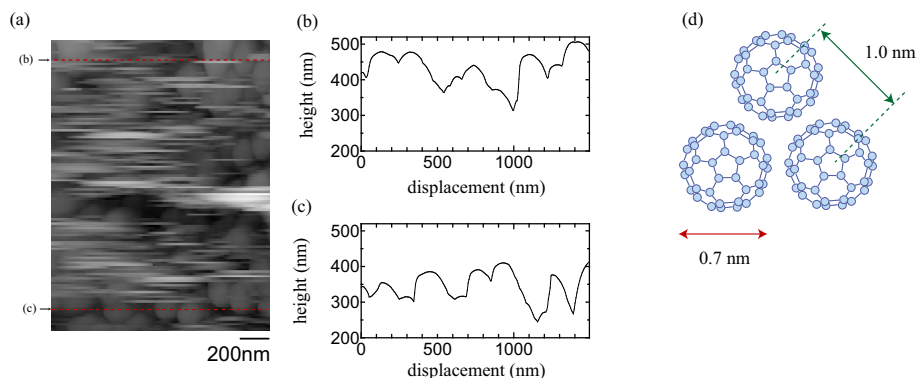 (a)
(b)
(c)
200nm
(b)
500
400
300
200
height (nm)
0
500
1000
displacement (nm)
(c)
500
400
300
200
height (nm)
0
500
1000
displacement (nm)
(d)
1.0 nm
0.7 nm